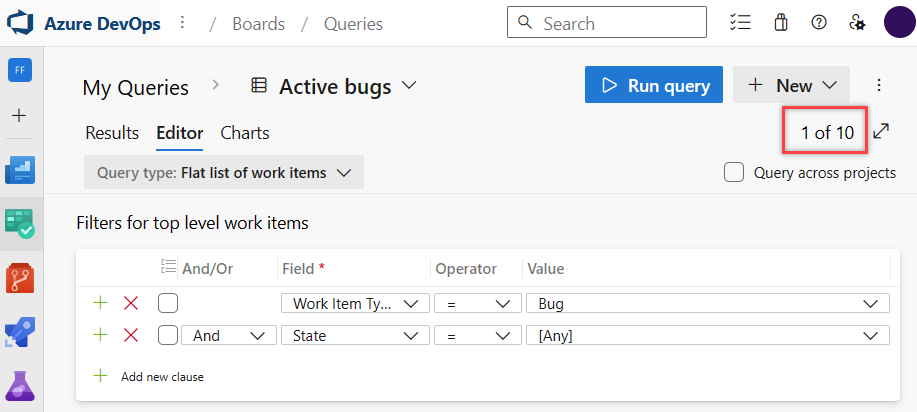 Azure DevOps / Boards / Queries Search
FF
My Queries > Active bugs Run query + New
Results Editor Charts 1 of 10
Query type: Flat list of work items Query across projects
Filters for top level work items
And/Or Field * Operator Value
Work Item Ty... = Bug
And State = [Any]
Add new clause